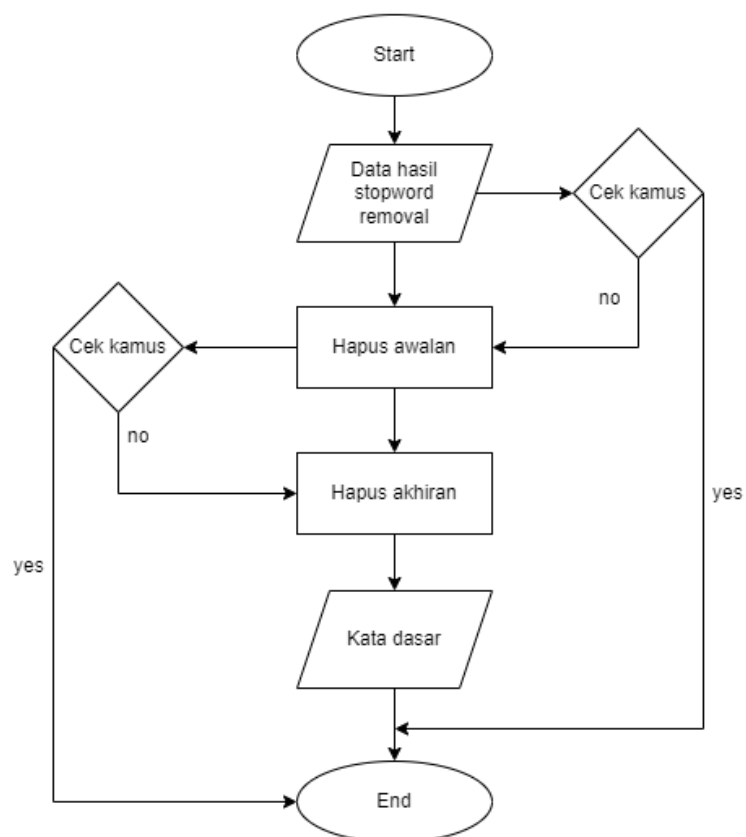 Start
Data hasil
stopword
removal
Cek kamus
no
Hapus awalan
Cek kamus
no
Hapus akhiran
yes
yes
Kata dasar
End